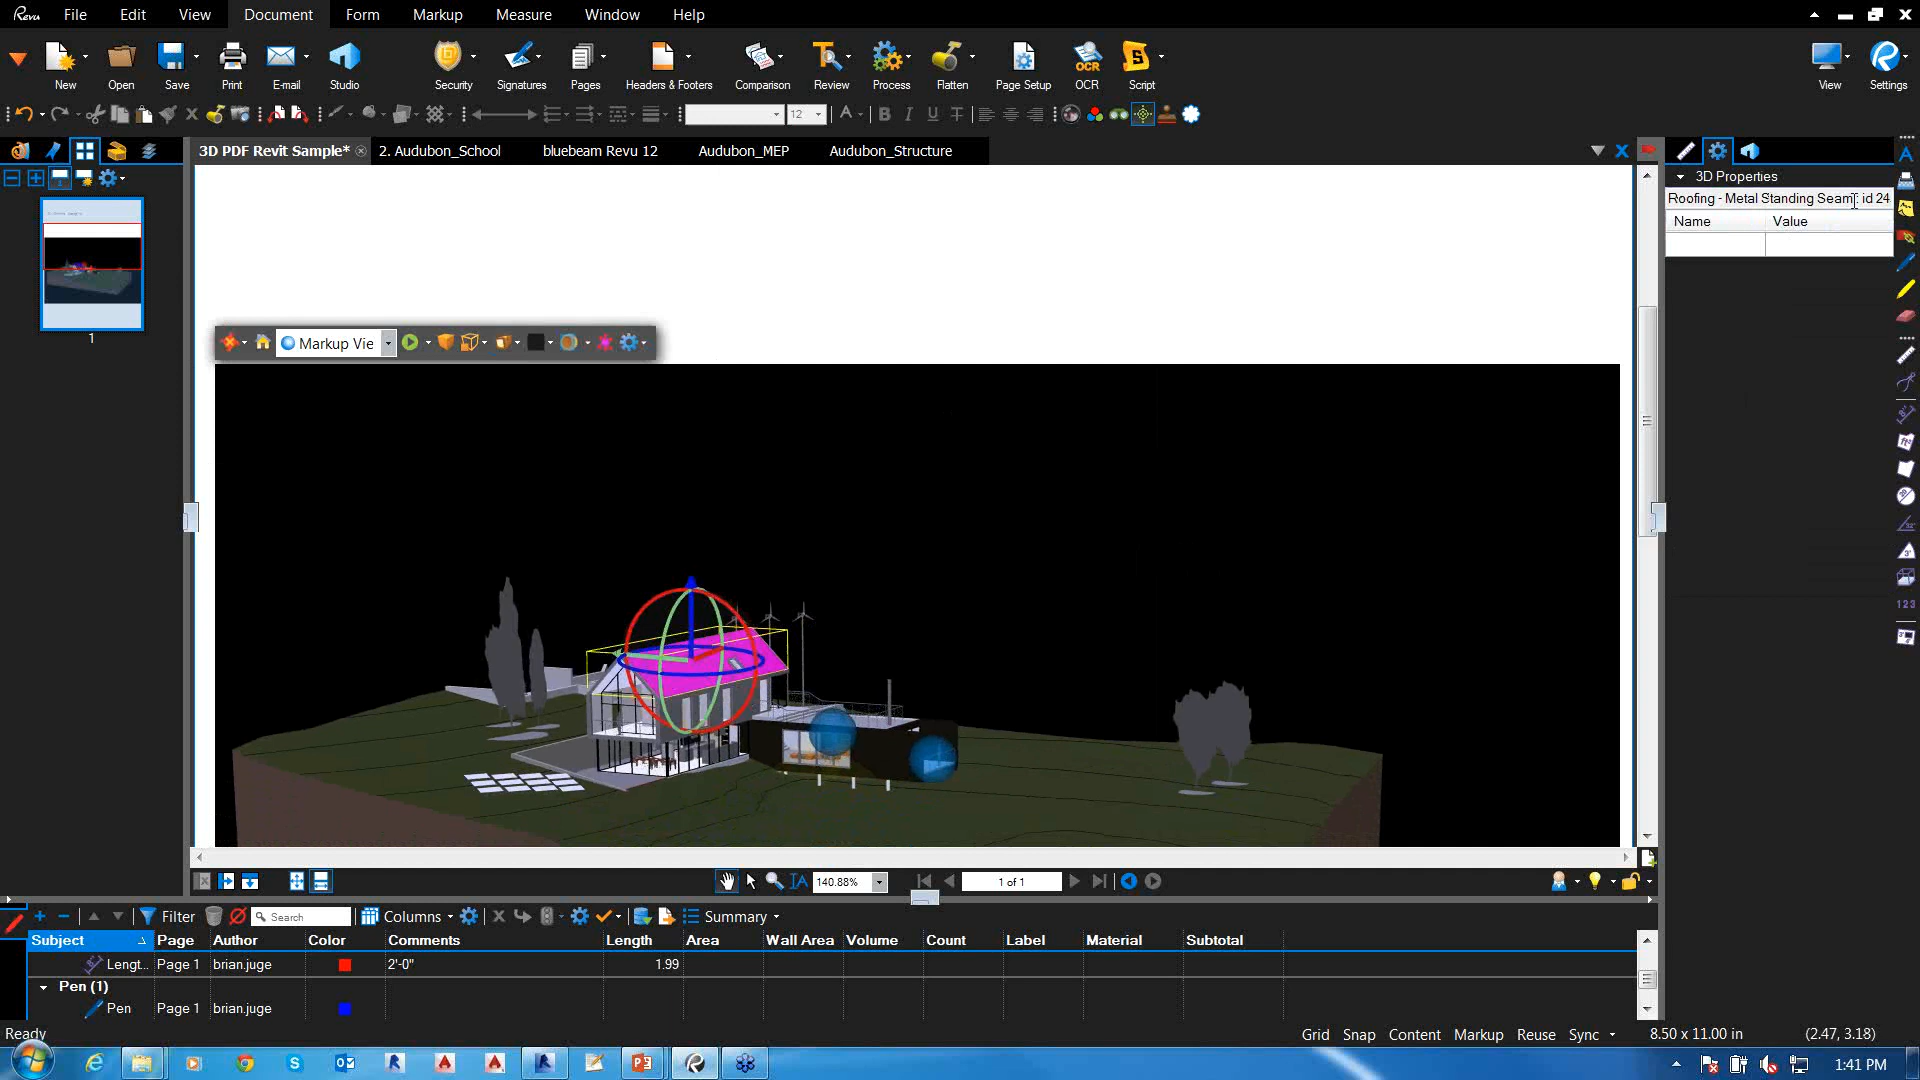 Revu File Edit View Document Form Markup Measure Window Help
New Open Save Print E-mail Studio Security Signatures Pages Headers & Footers Comparison Review Process Flatten Page Setup OCR Script View Settings
12
3D PDF Revit Sample* 2. Audubon_School bluebeam Revu 12 Audubon_MEP Audubon_Structure
3D Properties
Roofing - Metal Standing Seam : id 24
Name Value
1
Markup Vie
140.88% 1 of 1
Filter Search Columns Summary
Subject Page Author Color Comments Length Area Wall Area Volume Count Label Material Subtotal
Lengt... Page 1 brian.juge 2'-0" 1.99
Pen (1)
Pen Page 1 brian.juge
Ready Grid Snap Content Markup Reuse Sync 8.50 x 11.00 in (2.47, 3.18)
1:41 PM